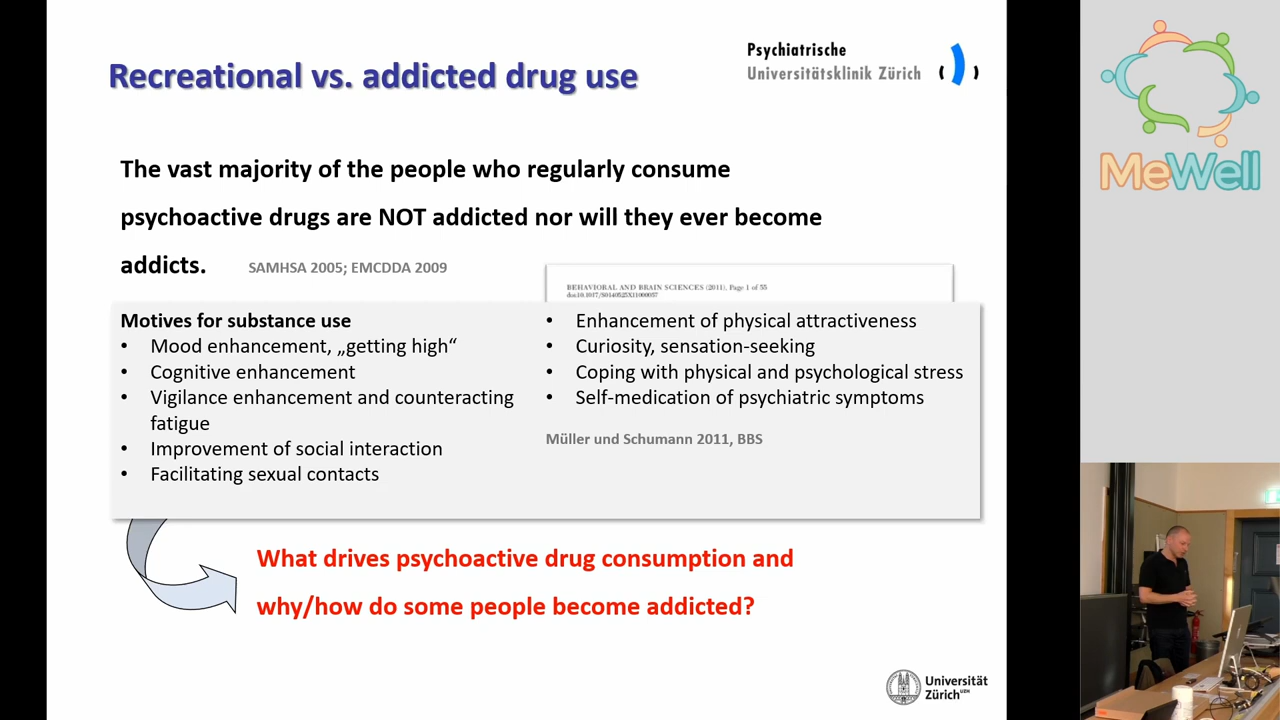 Recreational vs. addicted drug use
Psychiatrische
Universitätsklinik Zürich
MeWell
The vast majority of the people who regularly consume
psychoactive drugs are NOT addicted nor will they ever become
addicts.
SAMHSA 2005; EMCDDA 2009
BEHAVIORAL AND BRAIN SCIENCES (2011), Page 1 of 55
doi:10.1017/S0140525X11000057
Motives for substance use
• Mood enhancement, „getting high“
• Cognitive enhancement
• Vigilance enhancement and counteracting
fatigue
• Improvement of social interaction
• Facilitating sexual contacts
• Enhancement of physical attractiveness
• Curiosity, sensation-seeking
• Coping with physical and psychological stress
• Self-medication of psychiatric symptoms
Müller und Schumann 2011, BBS
What drives psychoactive drug consumption and
why/how do some people become addicted?
Universität
Zürich UZH